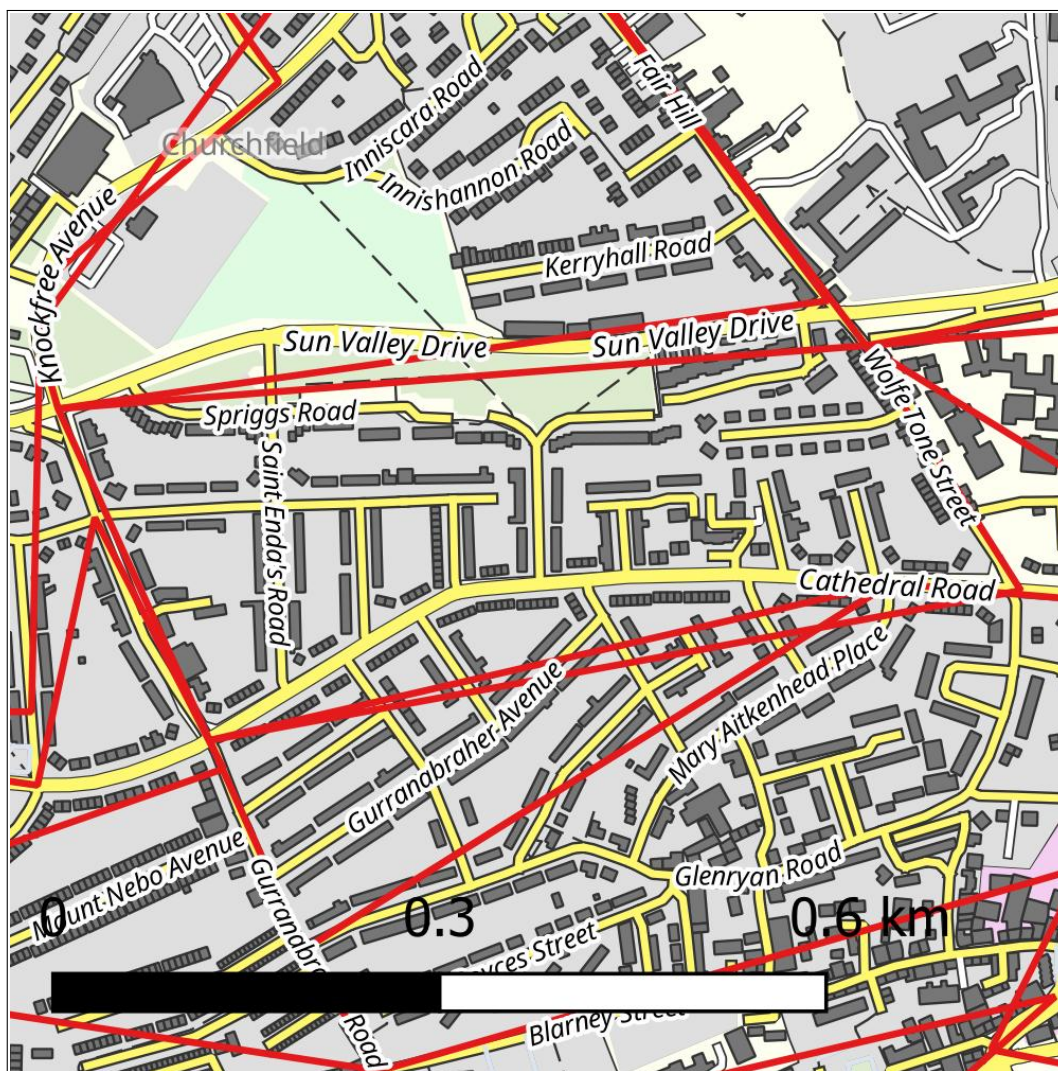 Fair Hill
Churchfield
Inniscara Road
Innishannon Road
Knockfree Avenue
Kerryhall Road
Sun Valley Drive
Sun Valley Drive
Spriggs Road
Wolfe Tone Street
Saint Enda's Road
Cathedral Road
Mary Aitkenhead Place
Gurranabraher Avenue
Mount Nebo Avenue
Glenryan Road
0
0.3
0.6 km
Street
Road
Blarney Street